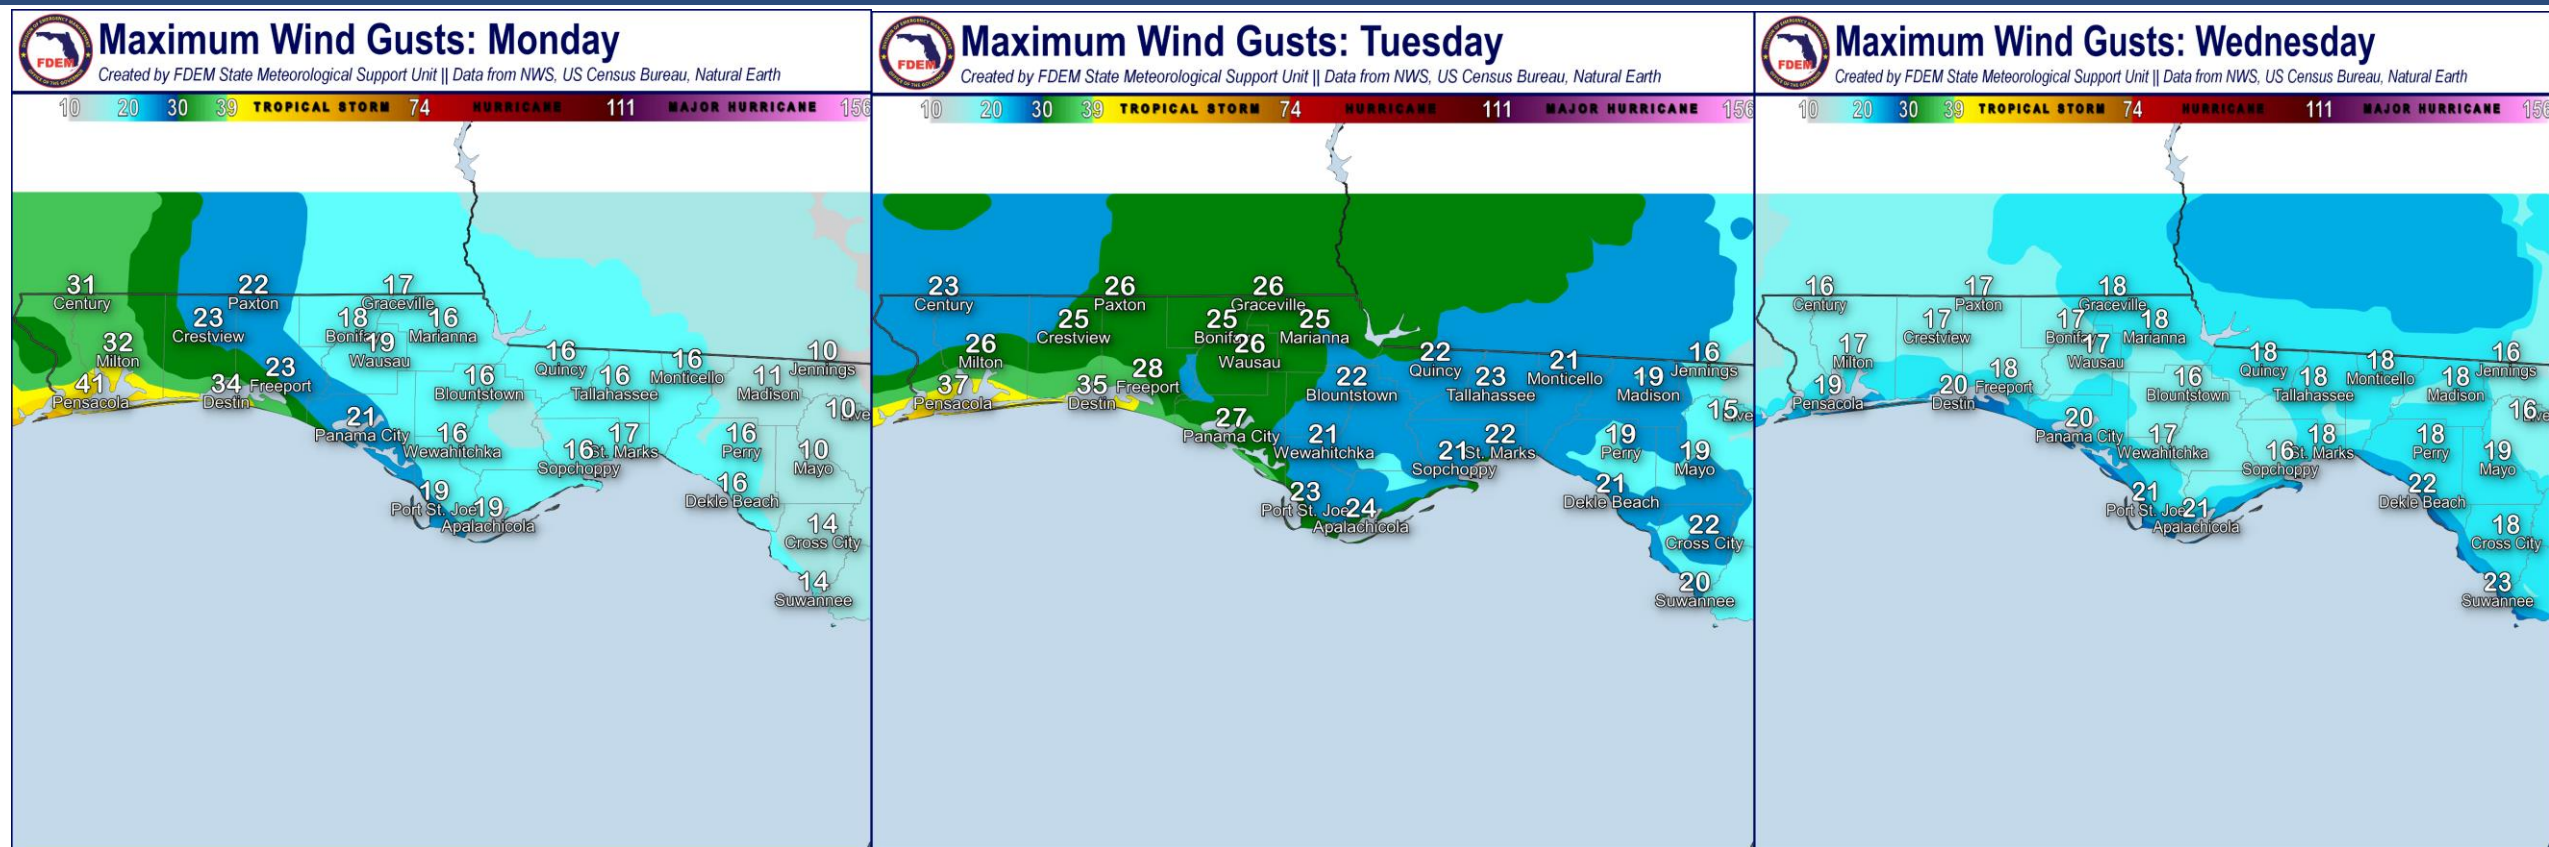 Maximum Wind Gusts: Monday
Created by FDEM State Meteorological Support Unit || Data from NWS, US Census Bureau, Natural Earth
FDEM
10 20 30 39 TROPICAL STORM 74 HURRICANE 111 MAJOR HURRICANE 156
31
Century
22
Paxton
17
Graceville
23
Crestview
18
16
Marianna
32
Milton
19
Wausau
41
Pensacola
34
Destin
23
Freeport
16
Blountstown
16
Quincy
16
Tallahassee
16
Monticello
10
Jennings
11
Madison
10
21
Panama City
16
Wewahitchka
16
Sopchoppy
17
St. Marks
16
Perry
10
Mayo
19
Port St. Joe
19
Apalachicola
16
Dekle Beach
14
Cross City
14
Suwannee
Maximum Wind Gusts: Tuesday
Created by FDEM State Meteorological Support Unit || Data from NWS, US Census Bureau, Natural Earth
FDEM
10 20 30 39 TROPICAL STORM 74 HURRICANE 111 MAJOR HURRICANE 156
23
Century
26
Paxton
26
Graceville
25
Crestview
25
25
Marianna
26
Milton
26
Wausau
37
Pensacola
35
Destin
28
Freeport
22
Blountstown
22
Quincy
23
Tallahassee
21
Monticello
16
Jennings
19
Madison
15
27
Panama City
21
Wewahitchka
21
Sopchoppy
22
St. Marks
19
Perry
19
Mayo
23
Port St. Joe
24
Apalachicola
21
Dekle Beach
22
Cross City
20
Suwannee
Maximum Wind Gusts: Wednesday
Created by FDEM State Meteorological Support Unit || Data from NWS, US Census Bureau, Natural Earth
FDEM
10 20 30 39 TROPICAL STORM 74 HURRICANE 111 MAJOR HURRICANE 156
16
Century
17
Paxton
18
Graceville
17
Crestview
17
18
Marianna
17
Milton
17
Wausau
19
Pensacola
20
Destin
18
Freeport
16
Blountstown
18
Quincy
18
Tallahassee
18
Monticello
16
Jennings
18
Madison
16
20
Panama City
17
Wewahitchka
16
Sopchoppy
18
St. Marks
18
Perry
19
Mayo
21
Port St. Joe
21
Apalachicola
22
Dekle Beach
18
Cross City
23
Suwannee